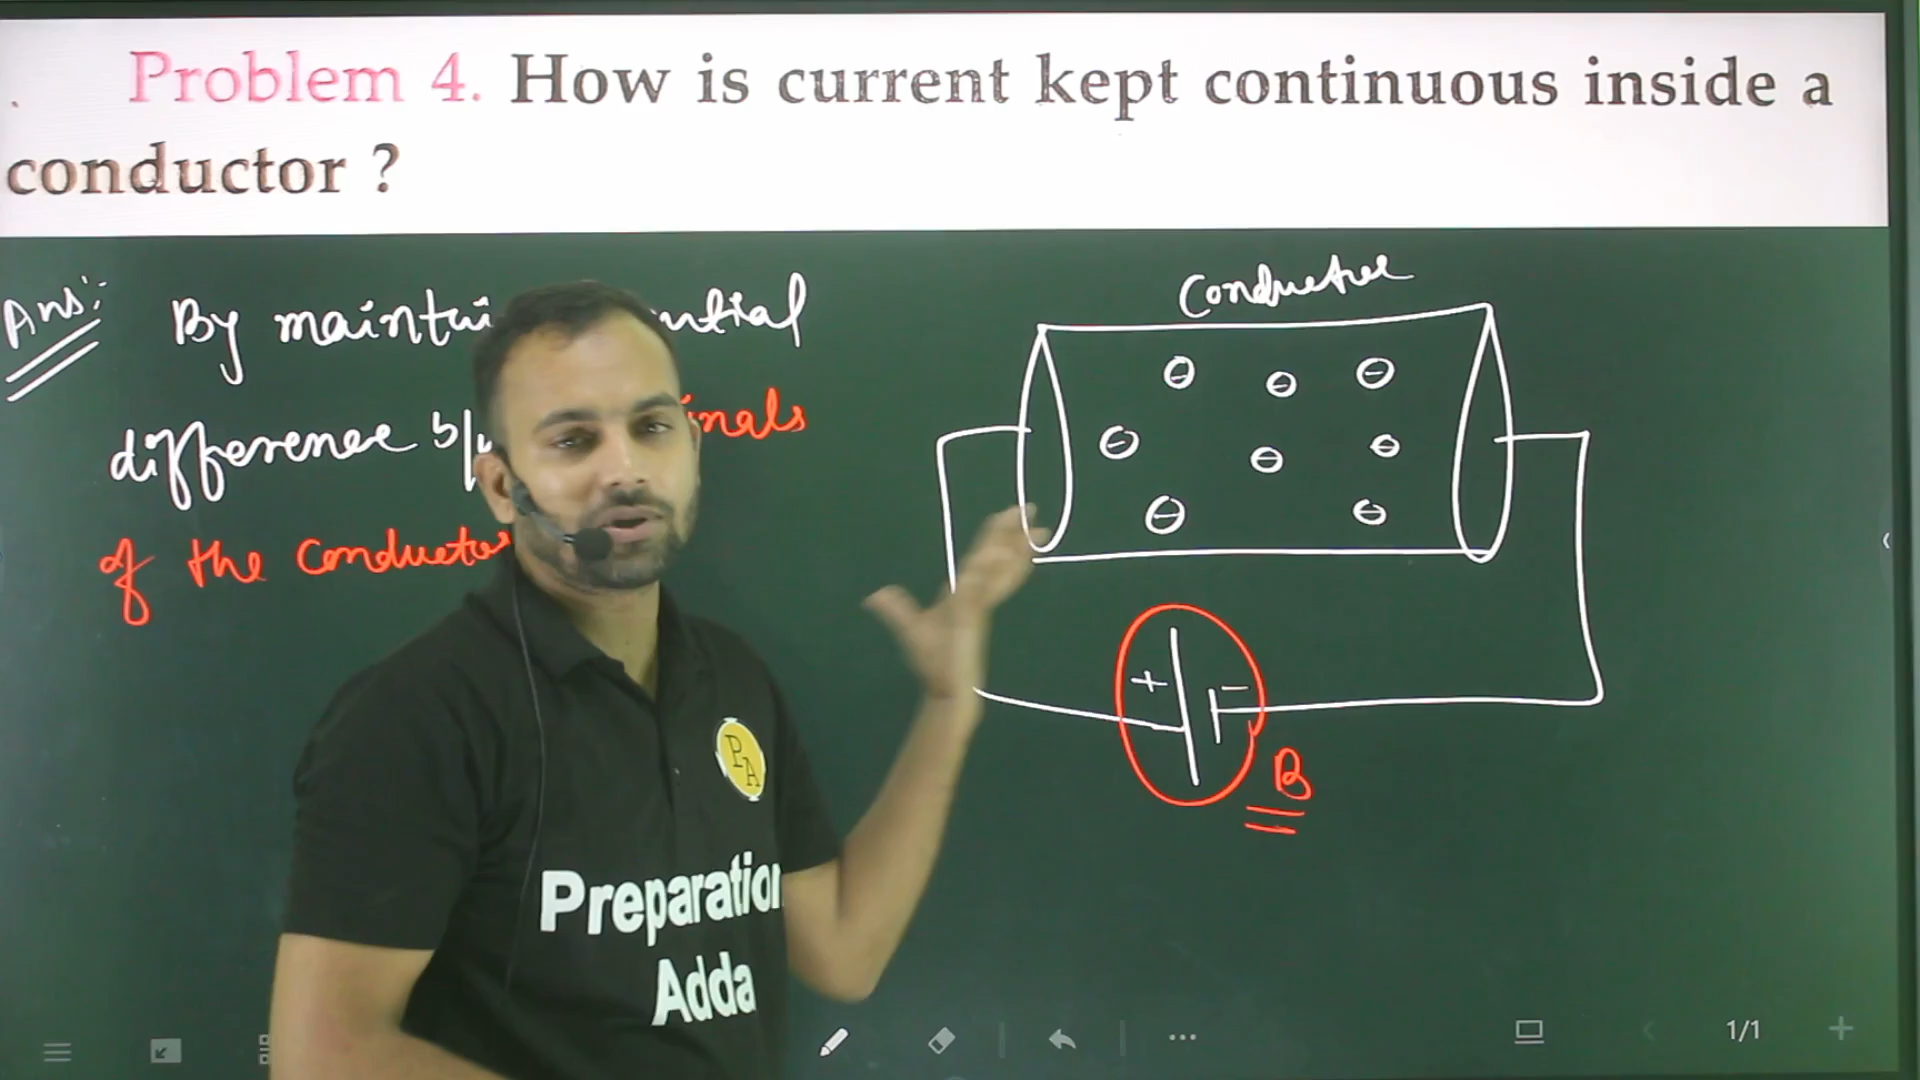 Problem 4. How is current kept continuous inside a
conductor ?
Ans:-
By
difference
of the conductor
Conductor
+ -
B
P
A
Preparation
Adda
1/1